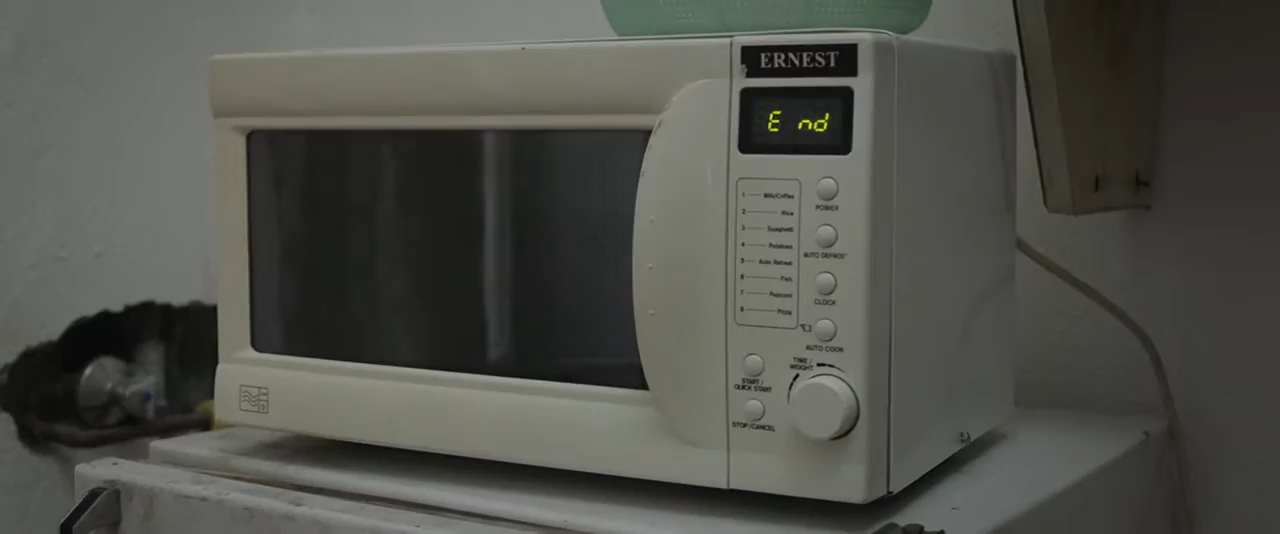 ERNEST
E nd
1 Milk/Coffee
2 Rice
3 Spaghetti
4 Potatoes
5 Auto Reheat
6 Fish
7 Popcorn
8 Pizza
POWER
AUTO DEFROST
CLOCK
AUTO COOK
TIME /
WEIGHT
START /
QUICK START
STOP/CANCEL